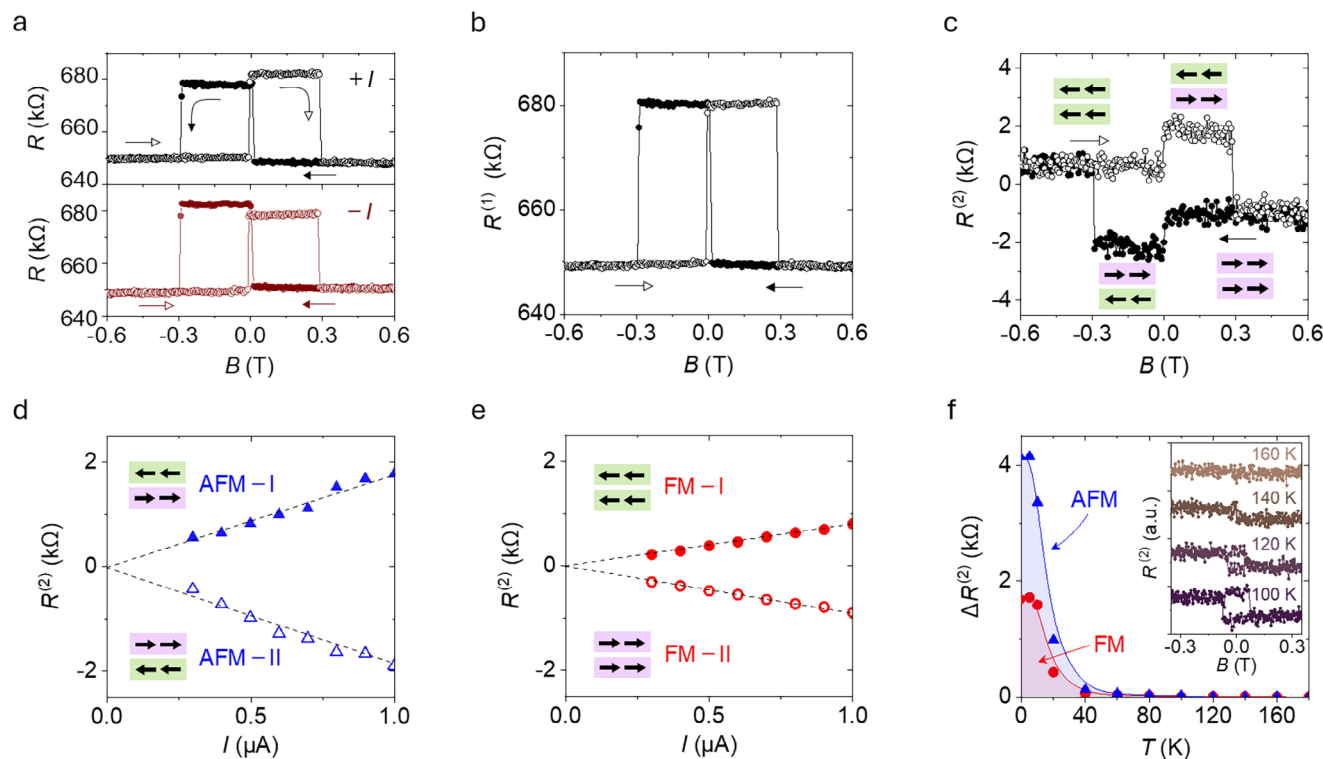 a
680
660
640
680
660
640
R (kΩ)
R (kΩ)
+I
−I
-0.6 -0.3 0.0 0.3 0.6
B (T)
b
680
660
640
R⁽¹⁾ (kΩ)
-0.6 -0.3 0.0 0.3 0.6
B (T)
c
4
2
0
-2
-4
R⁽²⁾ (kΩ)
-0.6 -0.3 0.0 0.3 0.6
B (T)
d
2
0
-2
R⁽²⁾ (kΩ)
AFM−I
AFM−II
0.0 0.5 1.0
I (μA)
e
2
0
-2
R⁽²⁾ (kΩ)
FM−I
FM−II
0.0 0.5 1.0
I (μA)
f
4
2
0
ΔR⁽²⁾ (kΩ)
AFM
FM
160 K
140 K
120 K
100 K
R⁽²⁾ (a.u.)
-0.3 0.0 0.3
B (T)
0 40 80 120 160
T (K)